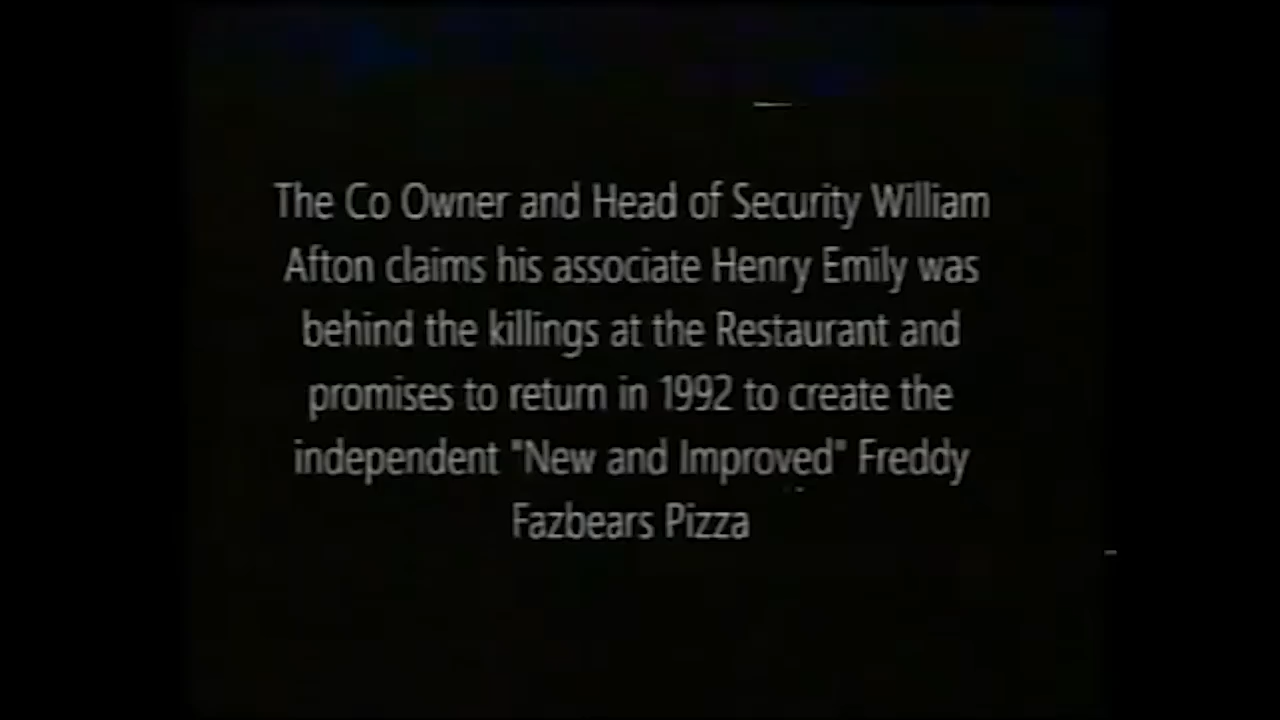 The Co Owner and Head of Security William
Afton claims his associate Henry Emily was
behind the killings at the Restaurant and
promises to return in 1992 to create the
independent "New and Improved" Freddy
Fazbears Pizza